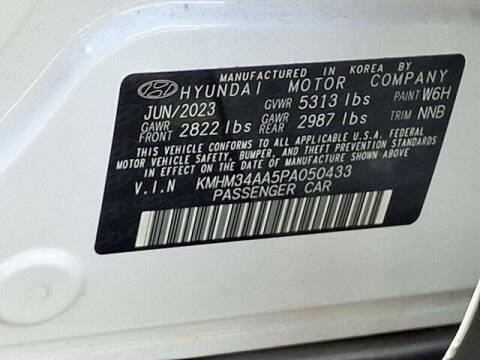 MANUFACTURED IN KOREA BY
HYUNDAI MOTOR COMPANY
JUN/2023 GVWR 5313 lbs PAINT W6H
GAWR FRONT 2822 lbs GAWR REAR 2987 lbs TRIM NNB
THIS VEHICLE CONFORMS TO ALL APPLICABLE U.S.A. FEDERAL
MOTOR VEHICLE SAFETY, BUMPER, AND THEFT PREVENTION
STANDARDS IN EFFECT ON THE DATE OF MANUFACTURE SHOWN ABOVE.
V.I.N KMHM34AA5PA050433
PASSENGER CAR